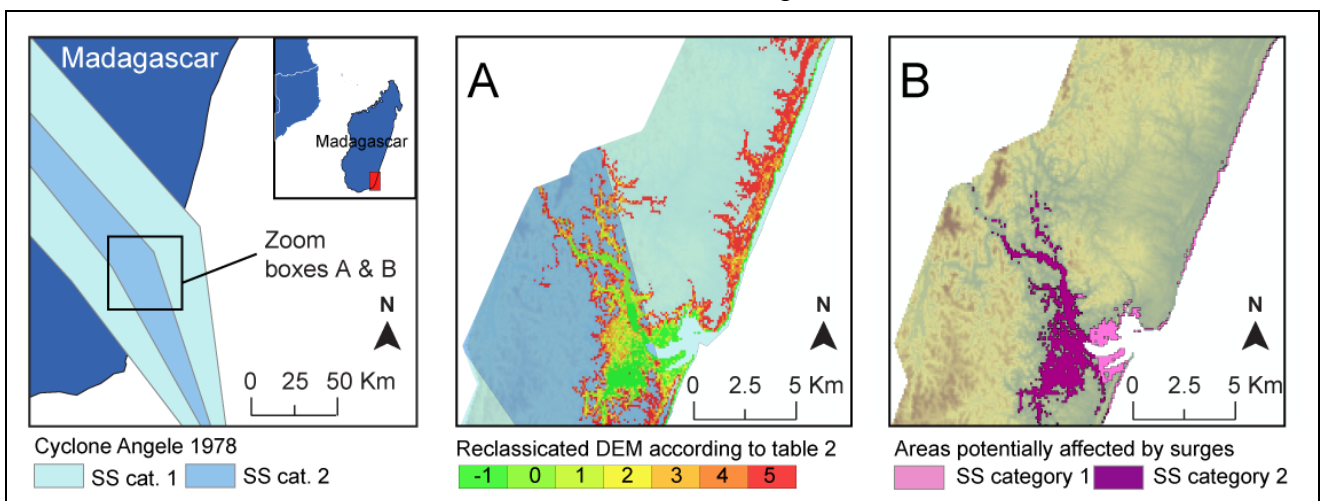 Madagascar
Madagascar
Zoom
boxes A & B
N
0 25 50 Km
Cyclone Angele 1978
SS cat. 1 SS cat. 2
A
N
0 2.5 5 Km
Reclassicated DEM according to table 2
-1 0 1 2 3 4 5
B
N
0 2.5 5 Km
Areas potentially affected by surges
SS category 1 SS category 2